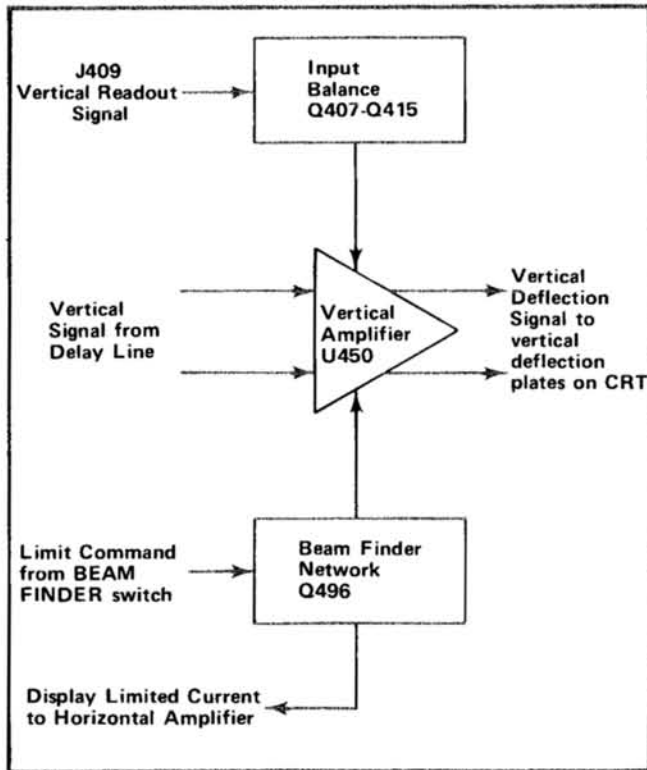 J409
Vertical Readout
Signal
Input
Balance
Q407-Q415
Vertical
Signal from
Delay Line
Vertical
Amplifier
U450
Vertical
Deflection
Signal to
vertical
deflection
plates on CRT
Limit Command
from BEAM
FINDER switch
Beam Finder
Network
Q496
Display Limited Current
to Horizontal Amplifier